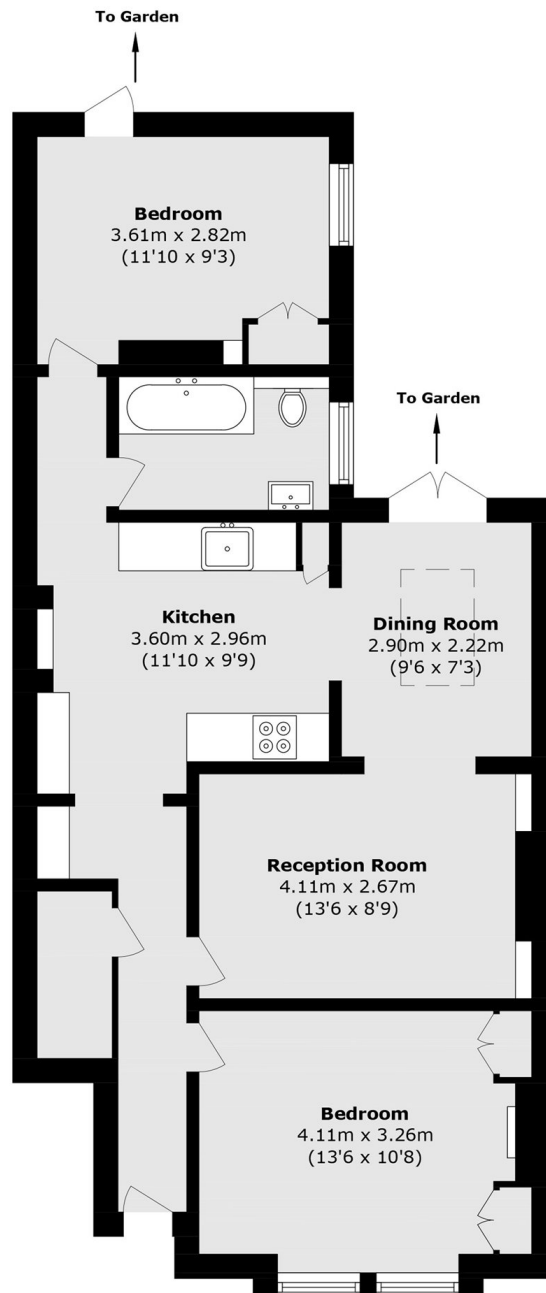 To Garden
Bedroom
3.61m x 2.82m
(11'10 x 9'3)
To Garden
Kitchen
3.60m x 2.96m
(11'10 x 9'9)
Dining Room
2.90m x 2.22m
(9'6 x 7'3)
Reception Room
4.11m x 2.67m
(13'6 x 8'9)
Bedroom
4.11m x 3.26m
(13'6 x 10'8)